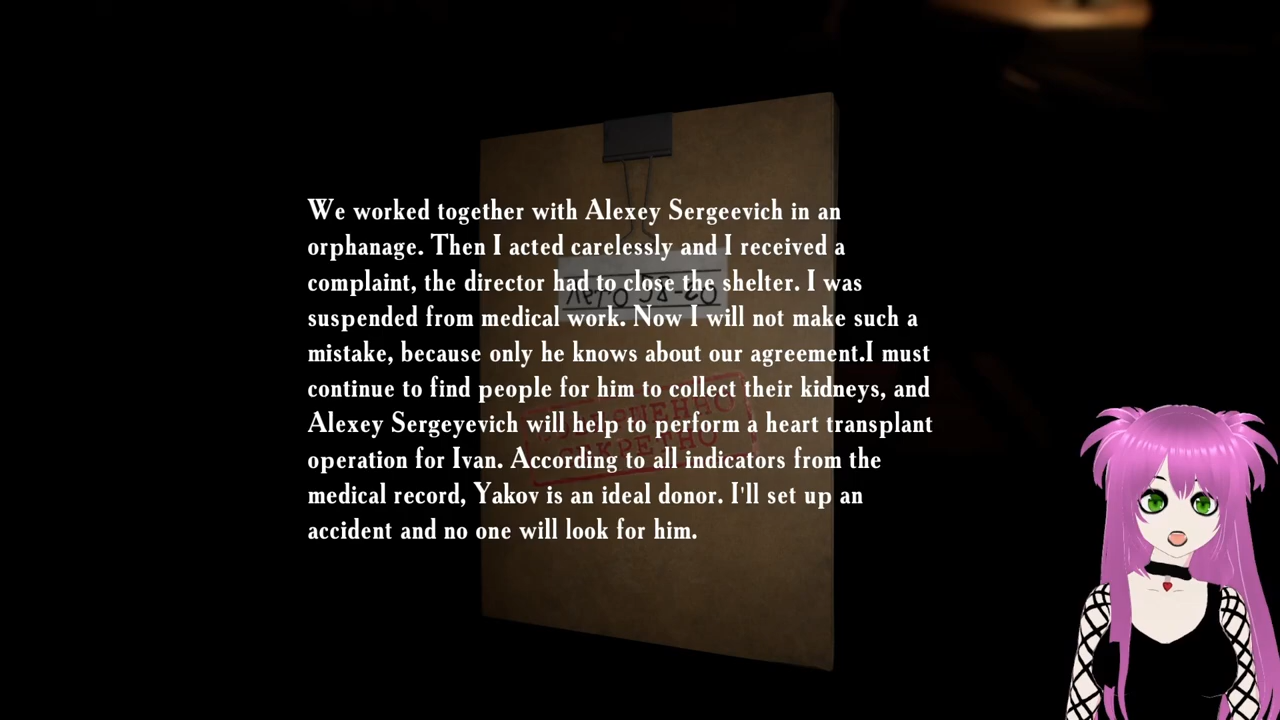 We worked together with Alexey Sergeevich in an
orphanage. Then I acted carelessly and I received a
complaint, the director had to close the shelter. I was
suspended from medical work. Now I will not make such a
mistake, because only he knows about our agreement.I must
continue to find people for him to collect their kidneys, and
Alexey Sergeyevich will help to perform a heart transplant
operation for Ivan. According to all indicators from the
medical record, Yakov is an ideal donor. I'll set up an
accident and no one will look for him.